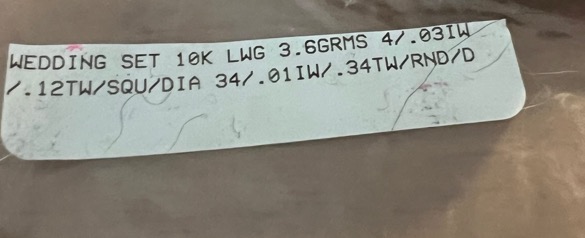 WEDDING SET 10K LWG 3.6GRMS 4/.03IW
/.12TW/SQU/DIA 34/.01IW/.34TW/RND/D